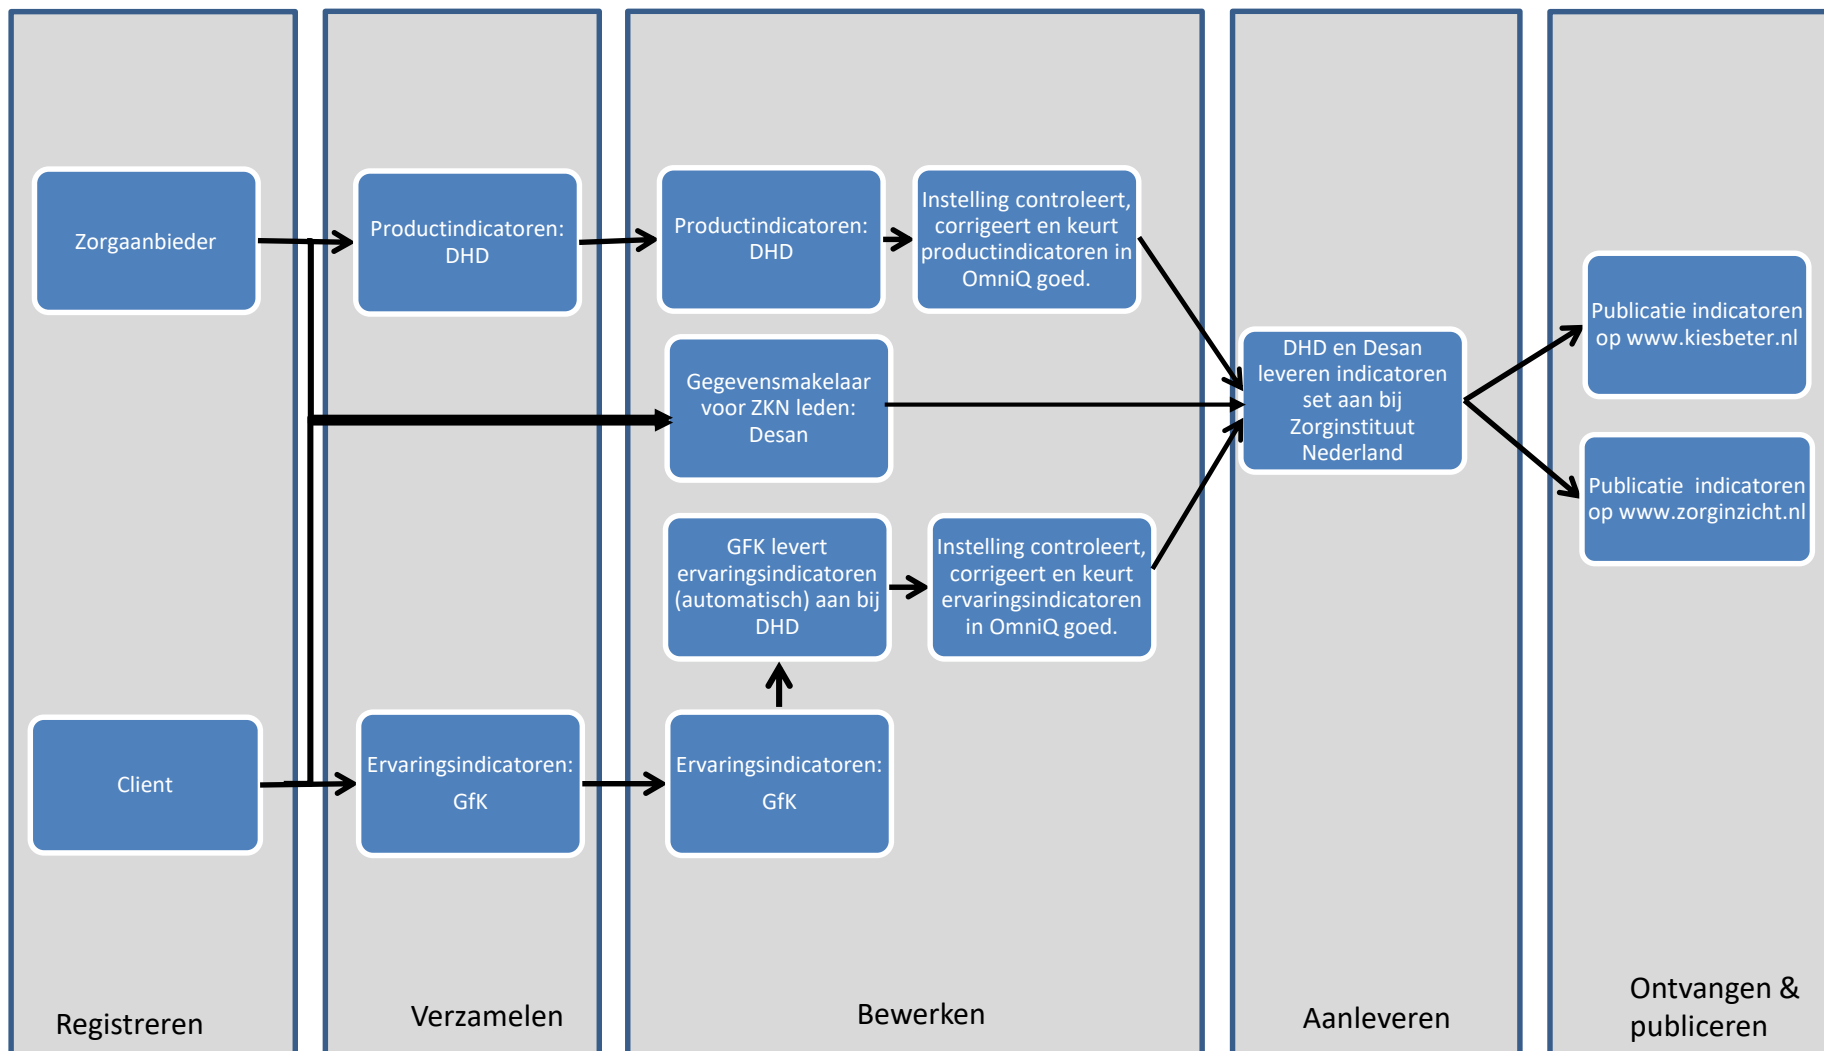 Zorgaanbieder
Client
Registreren
Productindicatoren:
DHD
Ervaringsindicatoren:
GfK
Verzamelen
Productindicatoren:
DHD
Instelling controleert,
corrigeert en keurt
productindicatoren in
OmniQ goed.
Gegevensmakelaar
voor ZKN leden:
Desan
GFK levert
ervaringsindicatoren
(automatisch) aan bij
DHD
Instelling controleert,
corrigeert en keurt
ervaringsindicatoren
in OmniQ goed.
Ervaringsindicatoren:
GfK
Bewerken
DHD en Desan
leveren indicatoren
set aan bij
Zorginstituut
Nederland
Aanleveren
Publicatie indicatoren
op www.kiesbeter.nl
Publicatie  indicatoren
op www.zorginzicht.nl
Ontvangen &
publiceren